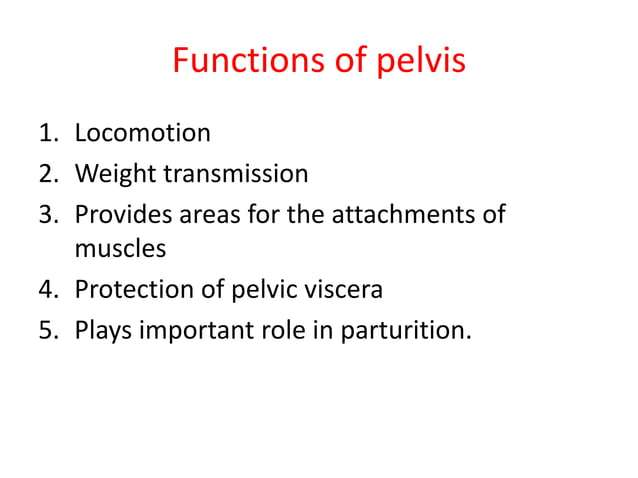 Functions of pelvis
1. Locomotion
2. Weight transmission
3. Provides areas for the attachments of
muscles
4. Protection of pelvic viscera
5. Plays important role in parturition.